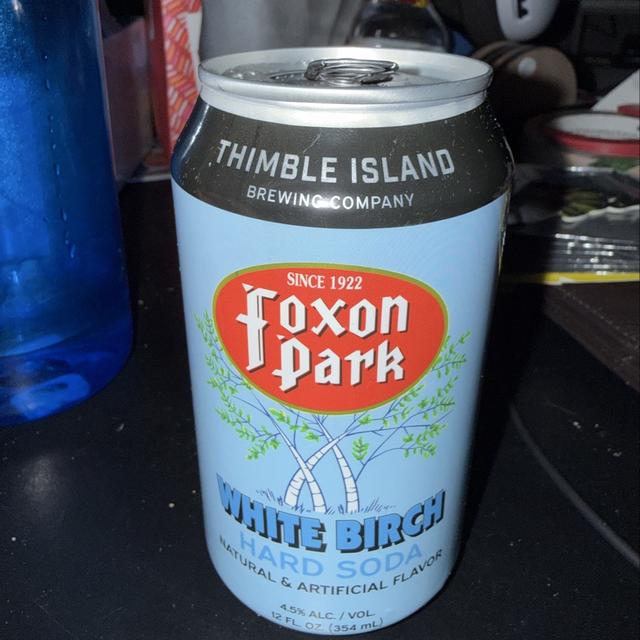 THIMBLE ISLAND
BREWING COMPANY
SINCE 1922
Foxon
Park
WHITE BIRCH
HARD SODA
NATURAL & ARTIFICIAL FLAVOR
4.5% ALC. / VOL.
12 FL. OZ. (354 mL)